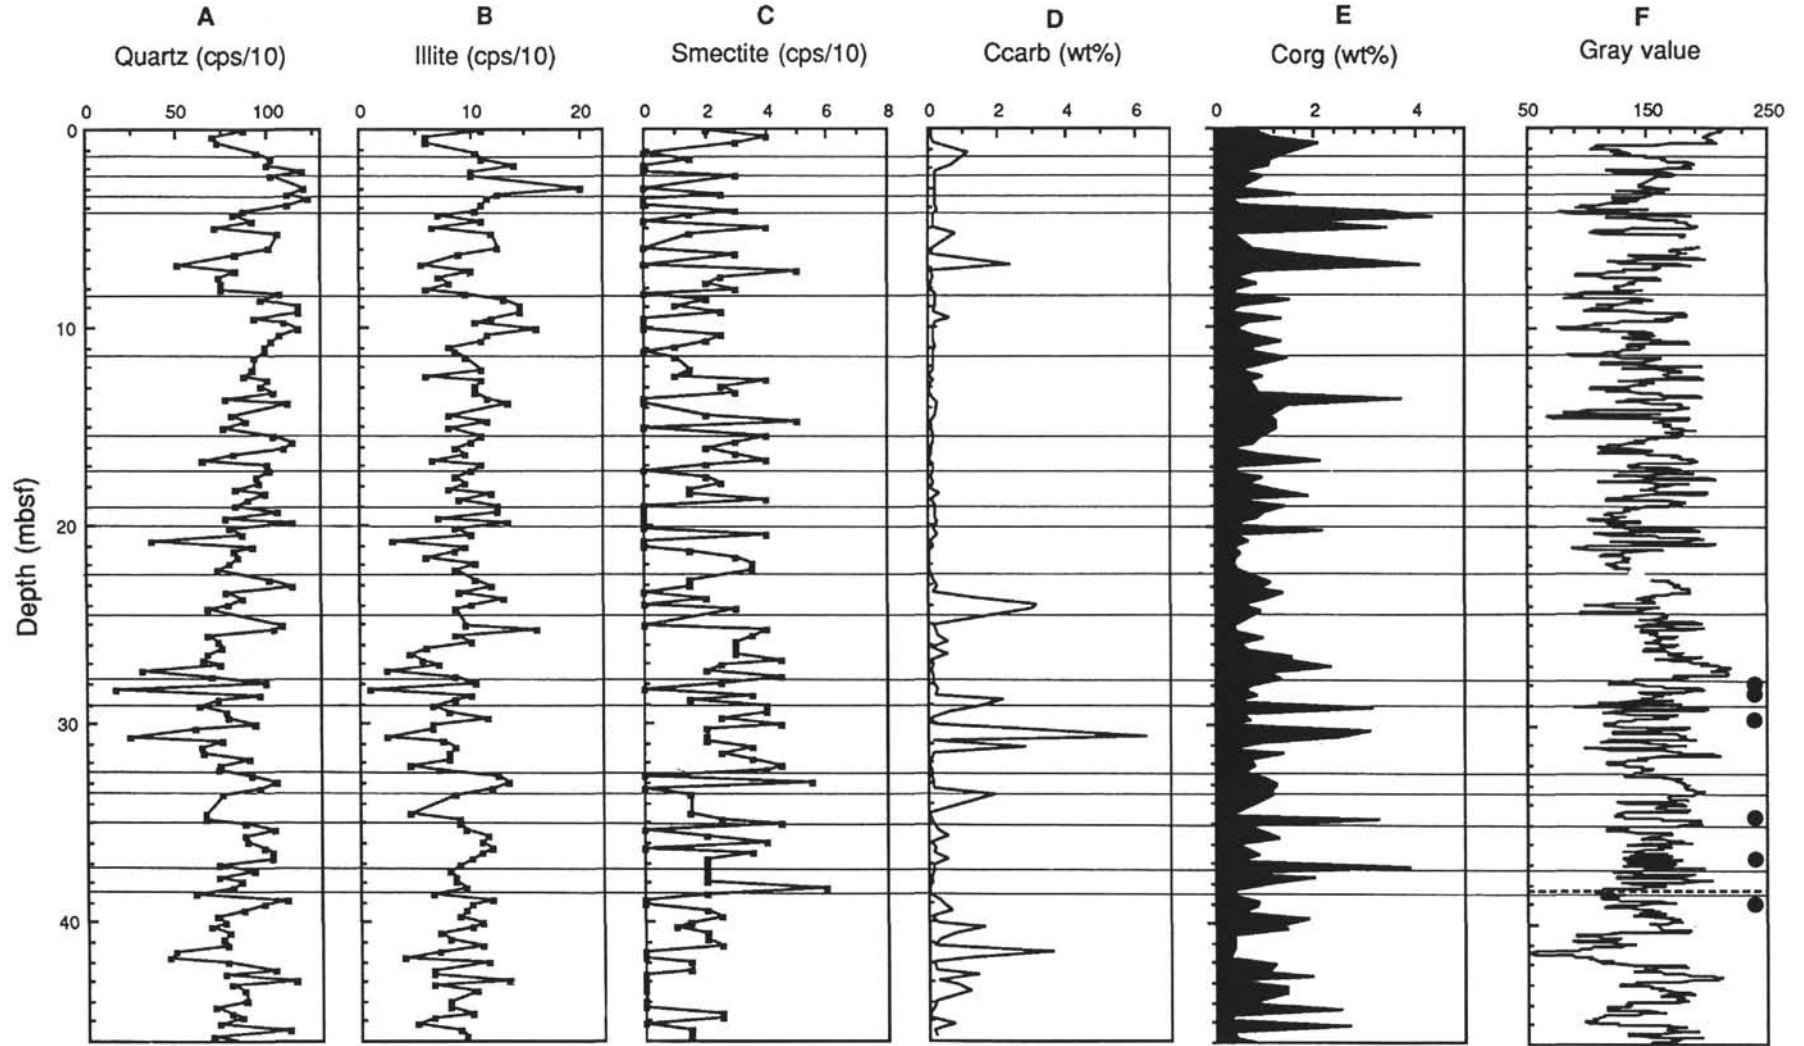 A B C D E F
Quartz (cps/10) Illite (cps/10) Smectite (cps/10) Ccarb (wt%) Corg (wt%) Gray value
0 50 100 0 10 20 0 2 4 6 8 0 2 4 6 0 2 4 50 150 250
0
10
20
30
40
Depth (mbsf)